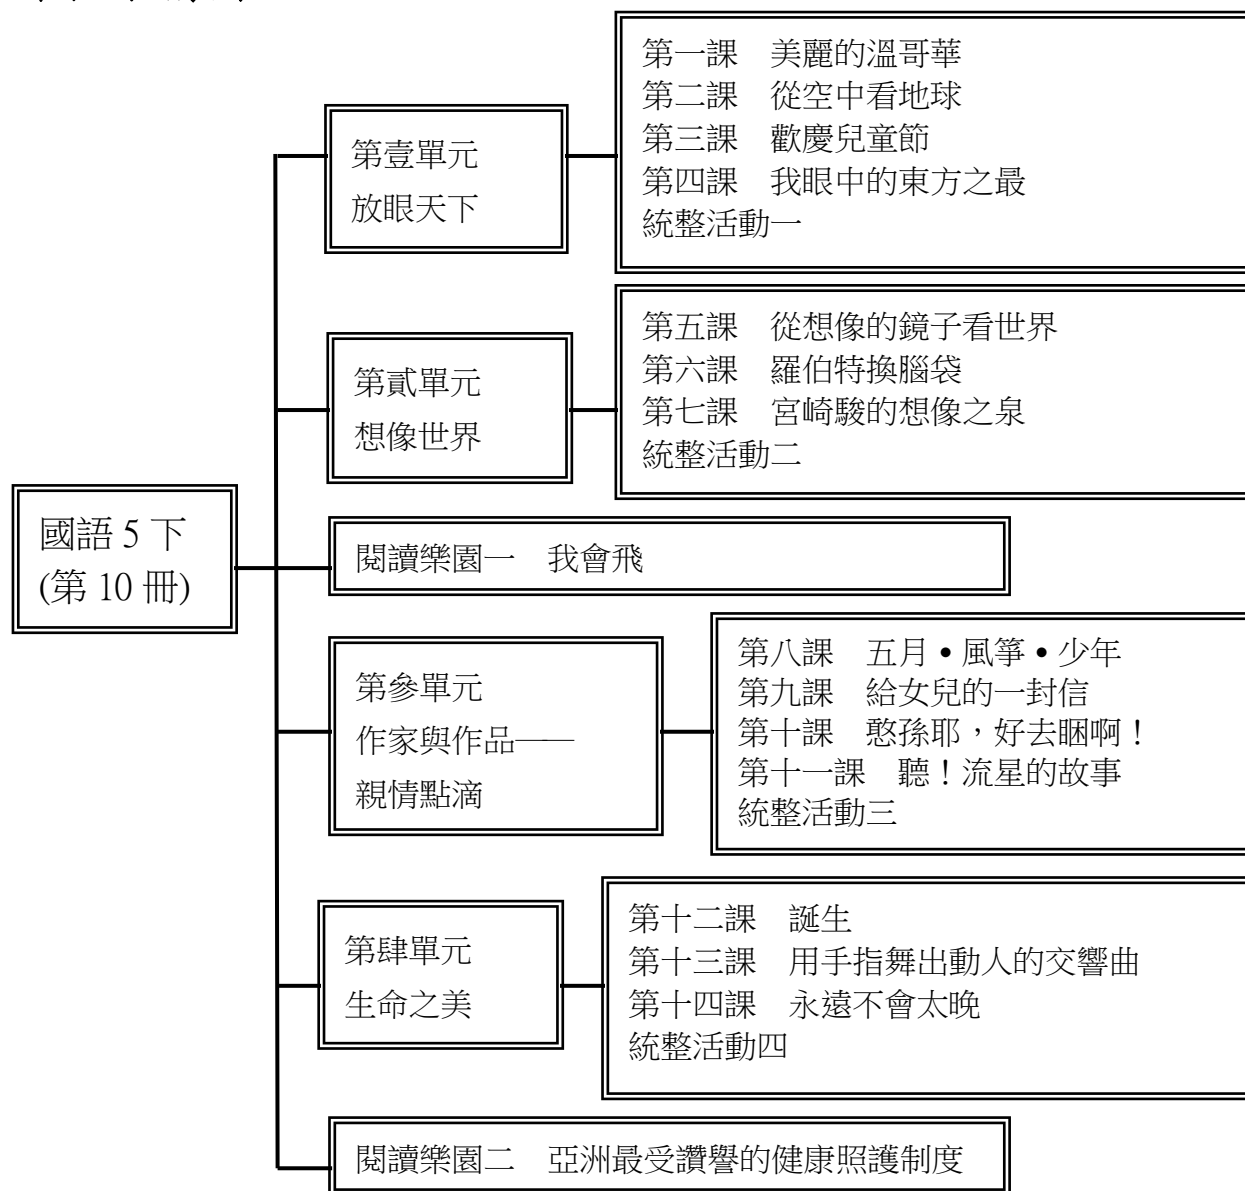 國語 5 下
(第 10 冊)
第壹單元
放眼天下
第一課　美麗的溫哥華
第二課　從空中看地球
第三課　歡慶兒童節
第四課　我眼中的東方之最
統整活動一
第貳單元
想像世界
第五課　從想像的鏡子看世界
第六課　羅伯特換腦袋
第七課　宮崎駿的想像之泉
統整活動二
閱讀樂園一　我會飛
第參單元
作家與作品——
親情點滴
第八課　五月•風箏•少年
第九課　給女兒的一封信
第十課　憨孫耶，好去睏啊！
第十一課　聽！流星的故事
統整活動三
第肆單元
生命之美
第十二課　誕生
第十三課　用手指舞出動人的交響曲
第十四課　永遠不會太晚
統整活動四
閱讀樂園二　亞洲最受讚譽的健康照護制度